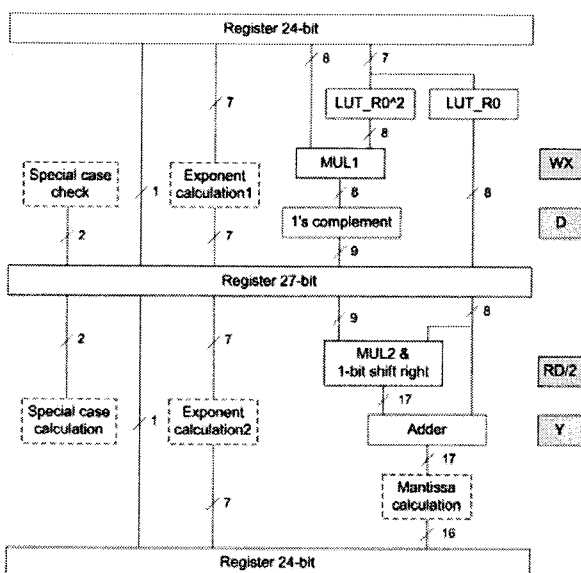 Register 24-bit
8
7
7
LUT_R0^2
LUT_R0
8
Special case
check
Exponent
calculation1
MUL1
WX
1
8
8
1's complement
D
2
7
9
Register 27-bit
2
7
9
8
MUL2 &
1-bit shift right
RD/2
17
Special case
calculation
1
Exponent
calculation2
Adder
Y
17
Mantissa
calculation
7
16
Register 24-bit